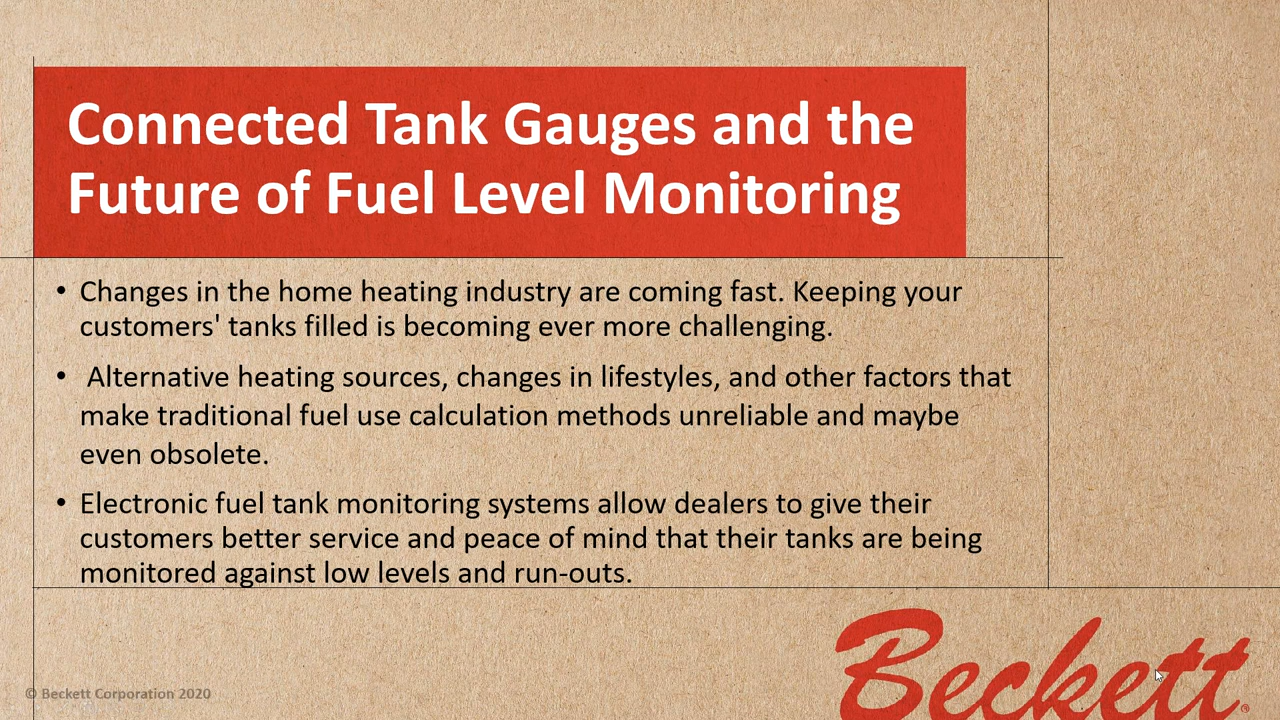 Connected Tank Gauges and the
Future of Fuel Level Monitoring
• Changes in the home heating industry are coming fast. Keeping your
customers' tanks filled is becoming ever more challenging.
• Alternative heating sources, changes in lifestyles, and other factors that
make traditional fuel use calculation methods unreliable and maybe
even obsolete.
• Electronic fuel tank monitoring systems allow dealers to give their
customers better service and peace of mind that their tanks are being
monitored against low levels and run-outs.
Beckett®
© Beckett Corporation 2020